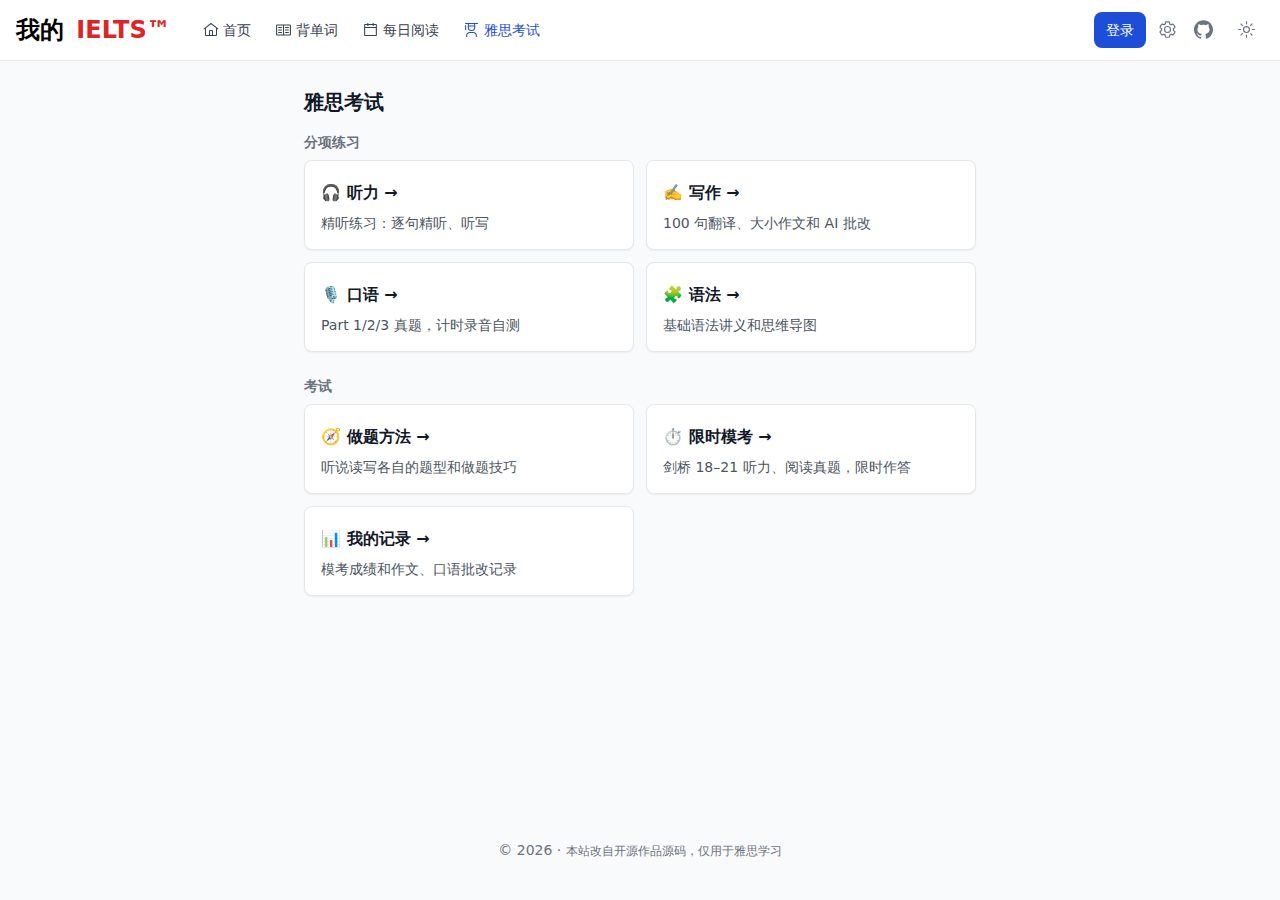 我的 IELTS™ 首页 背单词 每日阅读 雅思考试 登录
雅思考试
分项练习
🎧 听力 →
精听练习：逐句精听、听写
✍️ 写作 →
100 句翻译、大小作文和 AI 批改
🎙️ 口语 →
Part 1/2/3 真题，计时录音自测
🧩 语法 →
基础语法讲义和思维导图
考试
🧭 做题方法 →
听说读写各自的题型和做题技巧
⏱️ 限时模考 →
剑桥 18–21 听力、阅读真题，限时作答
📊 我的记录 →
模考成绩和作文、口语批改记录
© 2026 · 本站改自开源作品源码，仅用于雅思学习